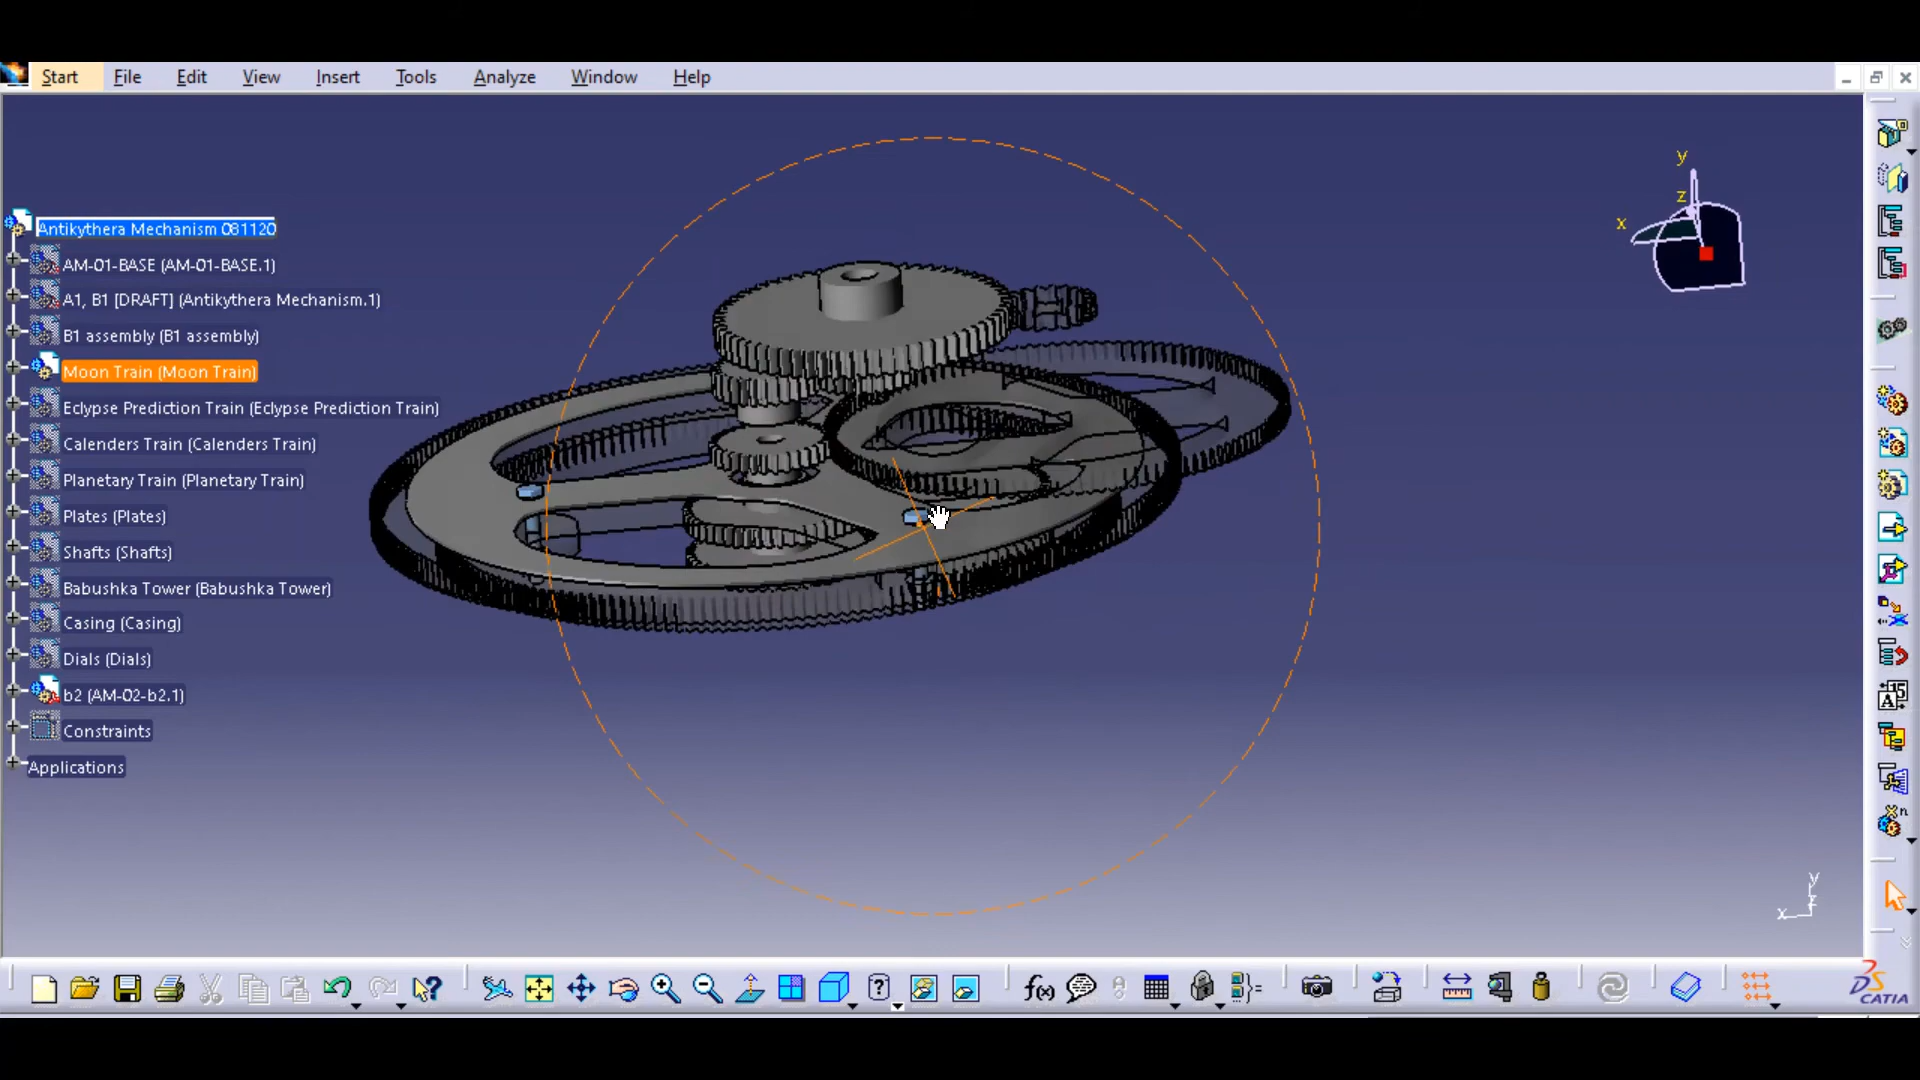 Start File Edit View Insert Tools Analyze Window Help
y
z
x
Antikythera Mechanism 081120
AM-01-BASE (AM-01-BASE.1)
A1, B1 [DRAFT] (Antikythera Mechanism.1)
B1 assembly (B1 assembly)
Moon Train (Moon Train)
Eclypse Prediction Train (Eclypse Prediction Train)
Calenders Train (Calenders Train)
Planetary Train (Planetary Train)
Plates (Plates)
Shafts (Shafts)
Babushka Tower (Babushka Tower)
Casing (Casing)
Dials (Dials)
b2 (AM-02-b2.1)
Constraints
Applications
y
z
x
f(x)
15
A
n
DS
CATIA